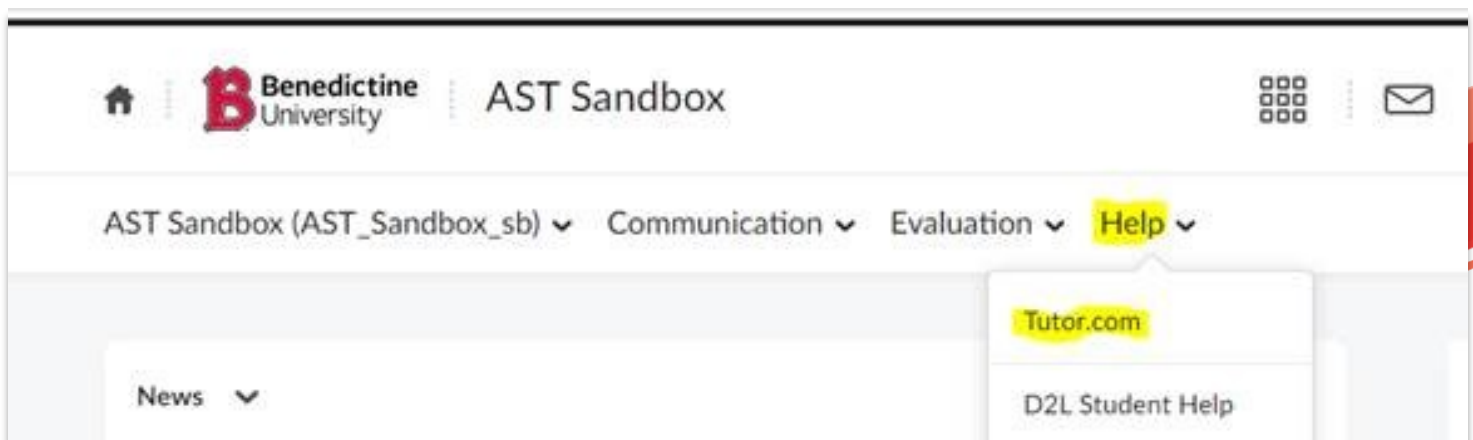 Benedictine
University
AST Sandbox
AST Sandbox (AST_Sandbox_sb) Communication Evaluation Help
Tutor.com
News
D2L Student Help